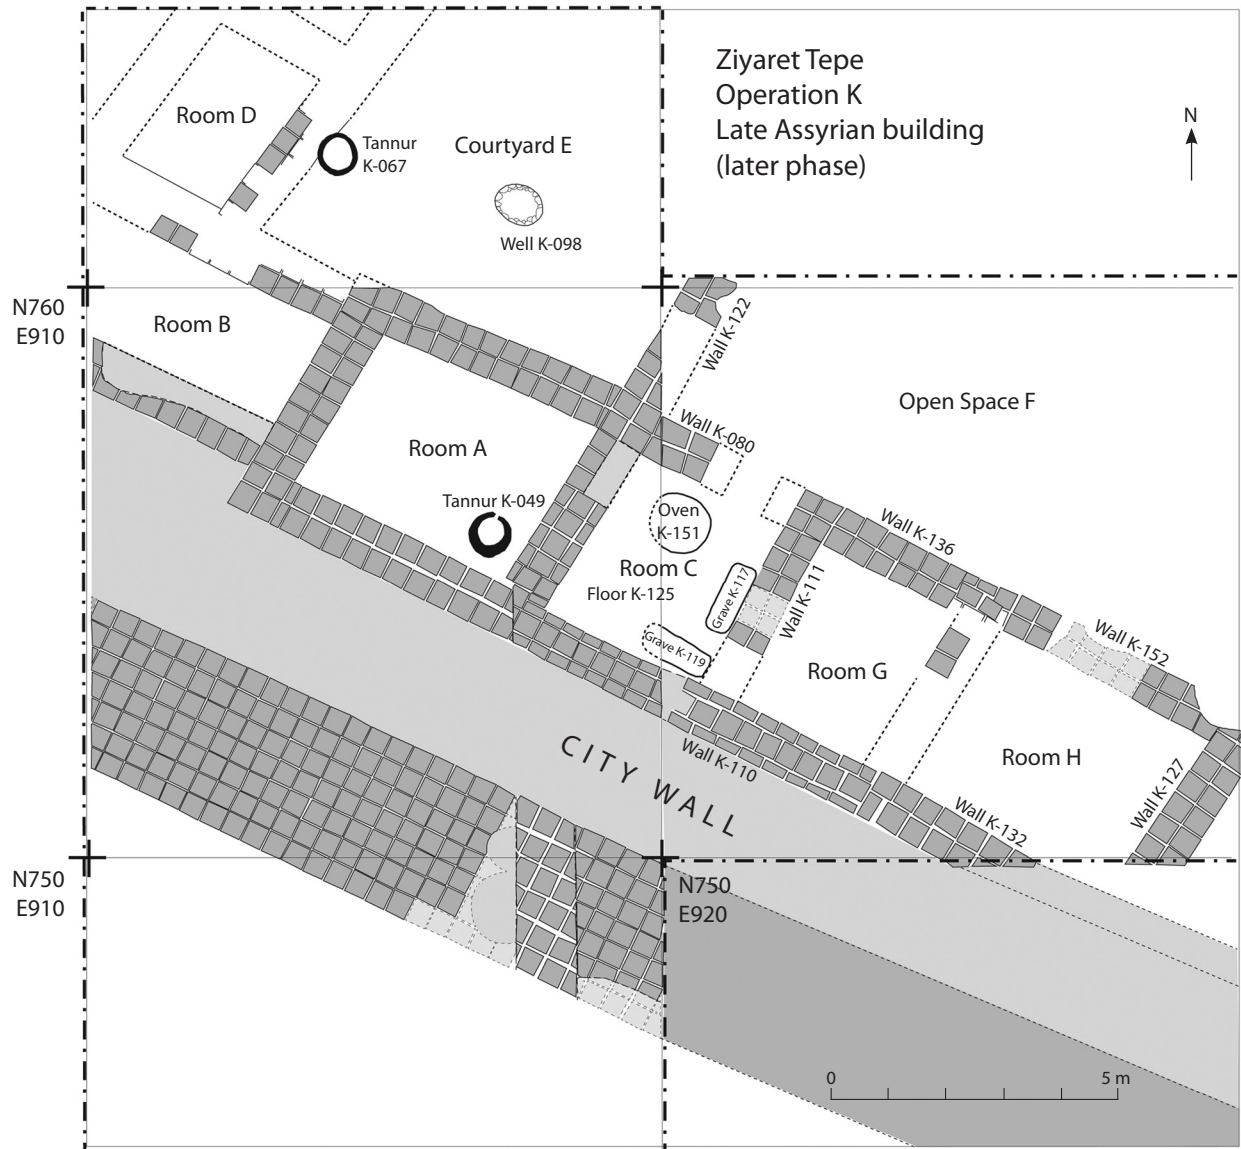 Ziyaret Tepe
Operation K
Late Assyrian building
(later phase)
N
Room D
Tannur
K-067
Courtyard E
Well K-098
N760
E910
Room B
Wall K-122
Open Space F
Room A
Wall K-080
Tannur K-049
Oven
K-151
Wall K-136
Room C
Floor K-125
Grave K-117
Wall K-111
Grave K-119
Wall K-152
Room G
CITY WALL
Wall K-110
Room H
Wall K-127
Wall K-132
N750
E910
N750
E920
0
5 m